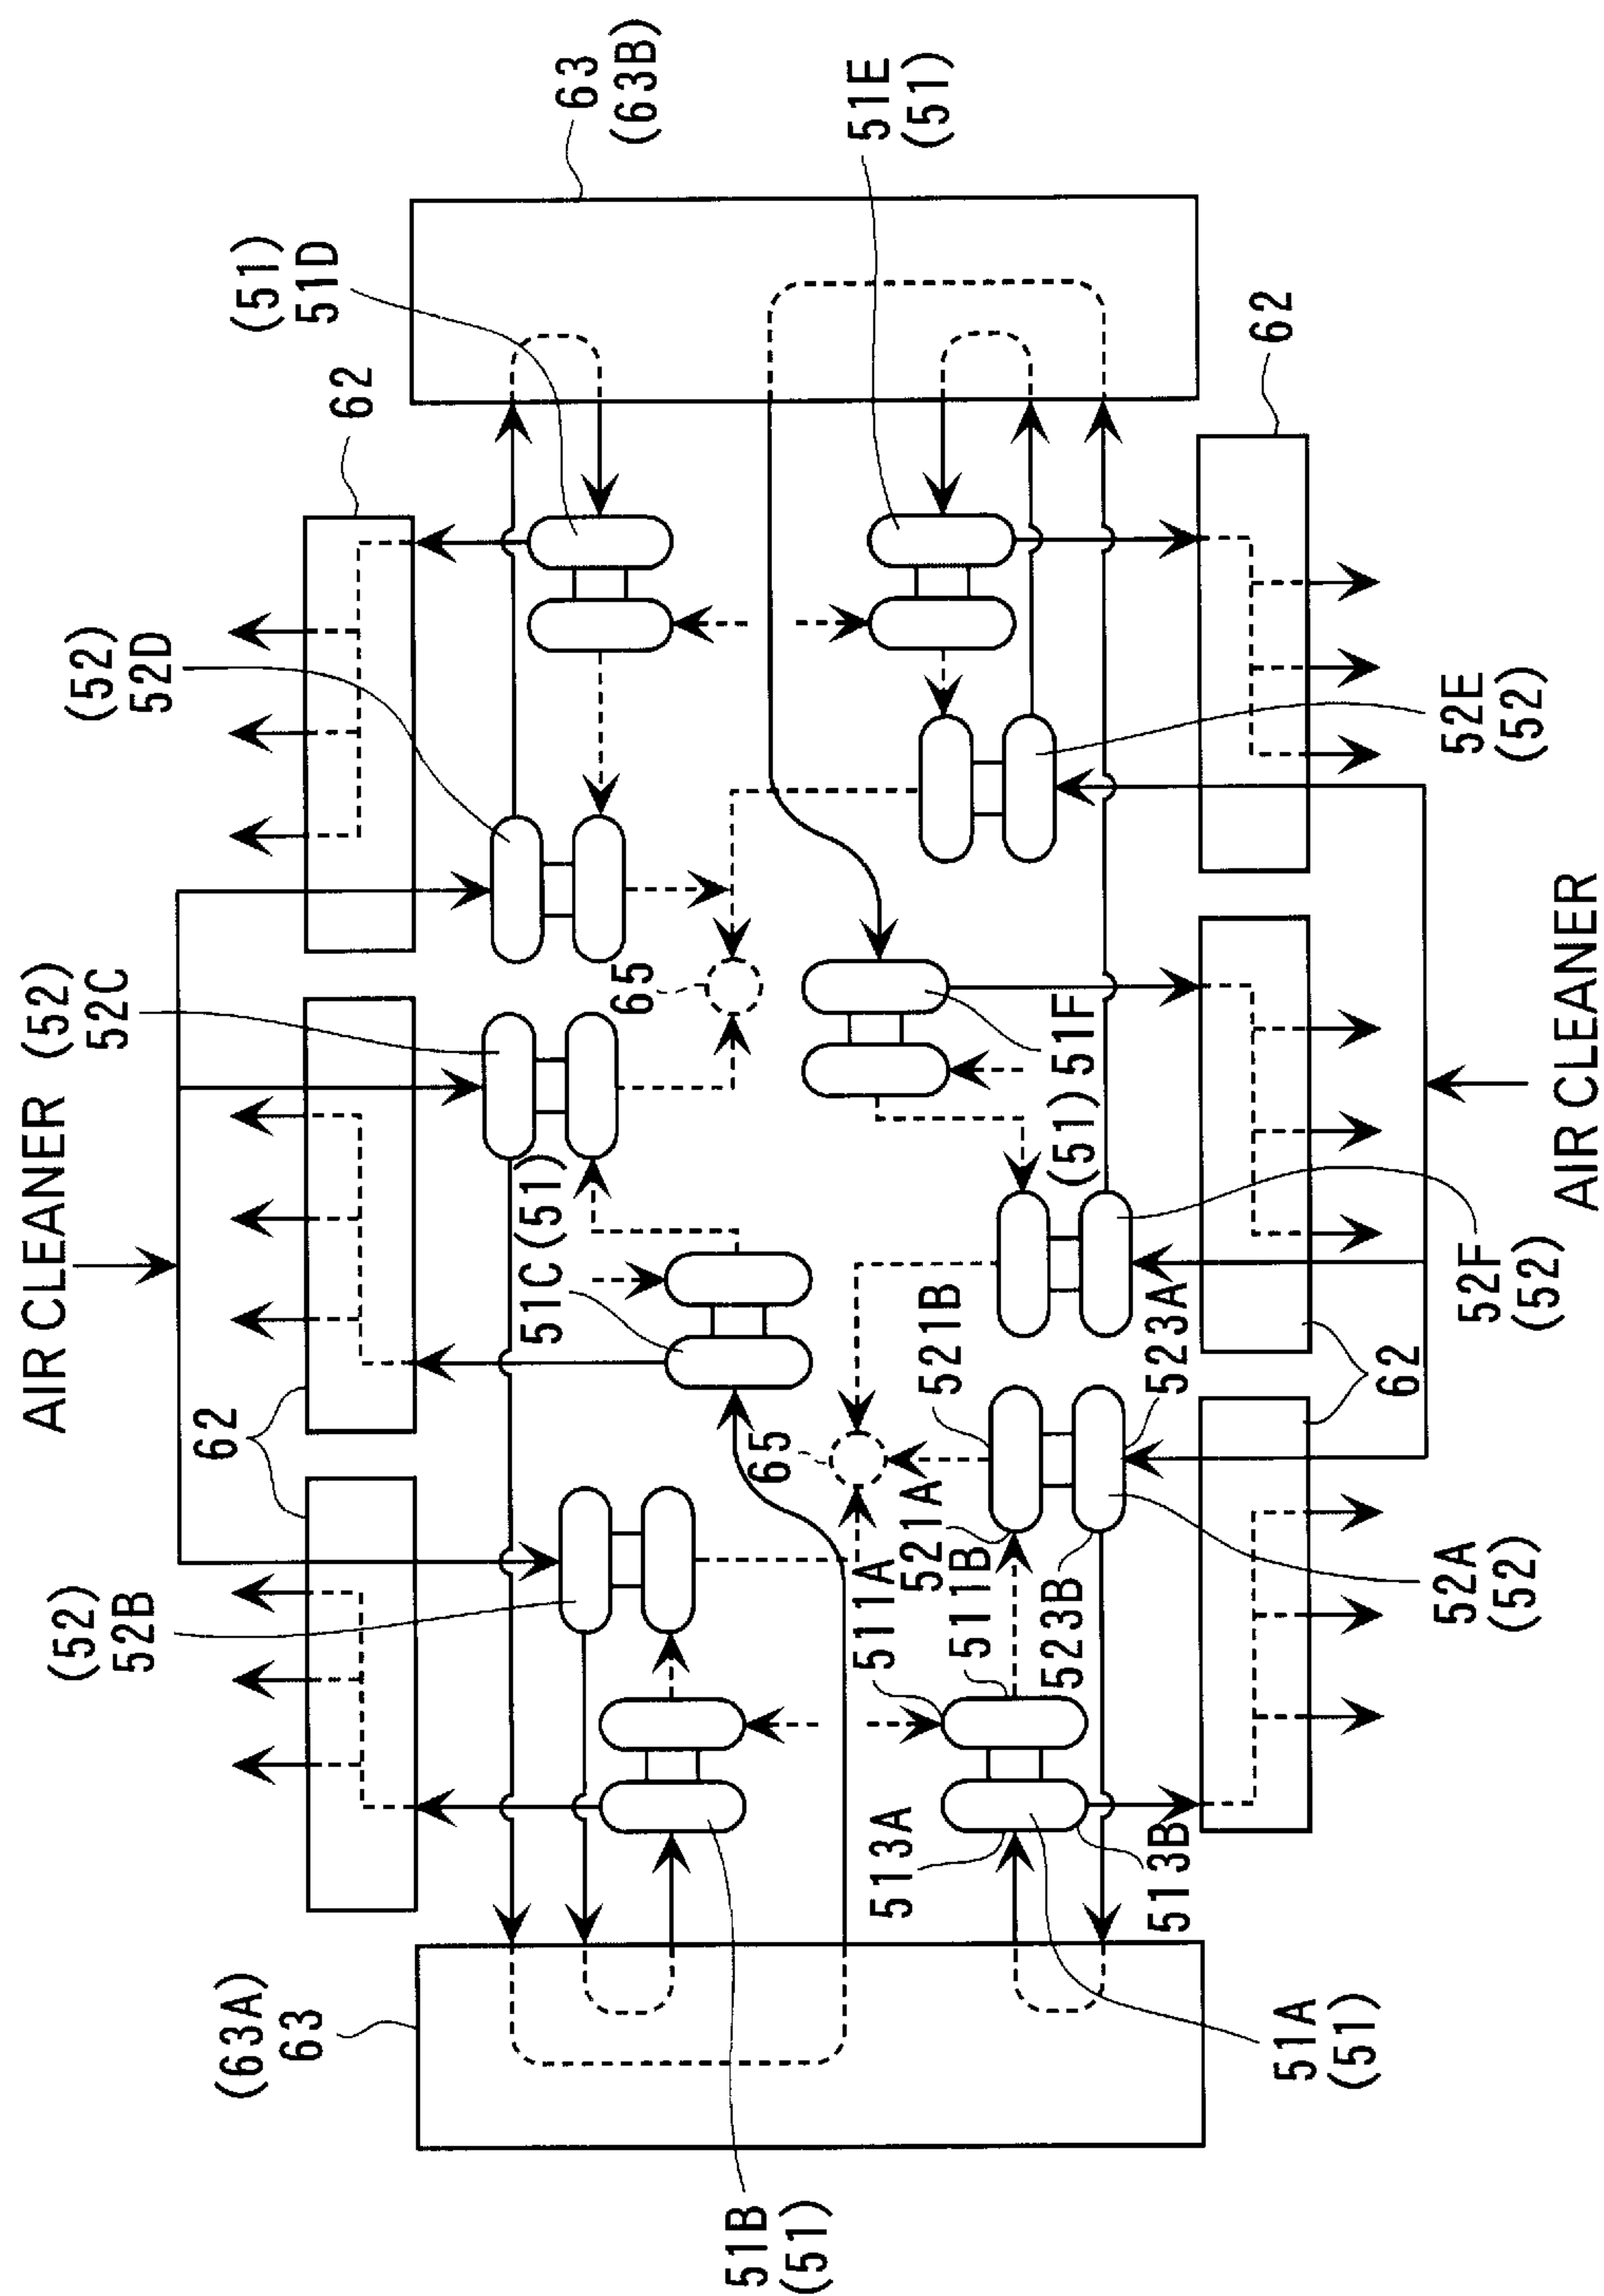 63
(63B)
51E
(51)
(51)
51D
62
62
(52)
52D
52E
(52)
AIR CLEANER
(52)
52C
65
51F
(51)
AIR CLEANER
51C
(51)
52F
(52)
521B
523A
62
62
65
521A
511B
511A
523B
52A
(52)
(52)
52B
513A
513B
(63A)
63
51A
(51)
51B
(51)